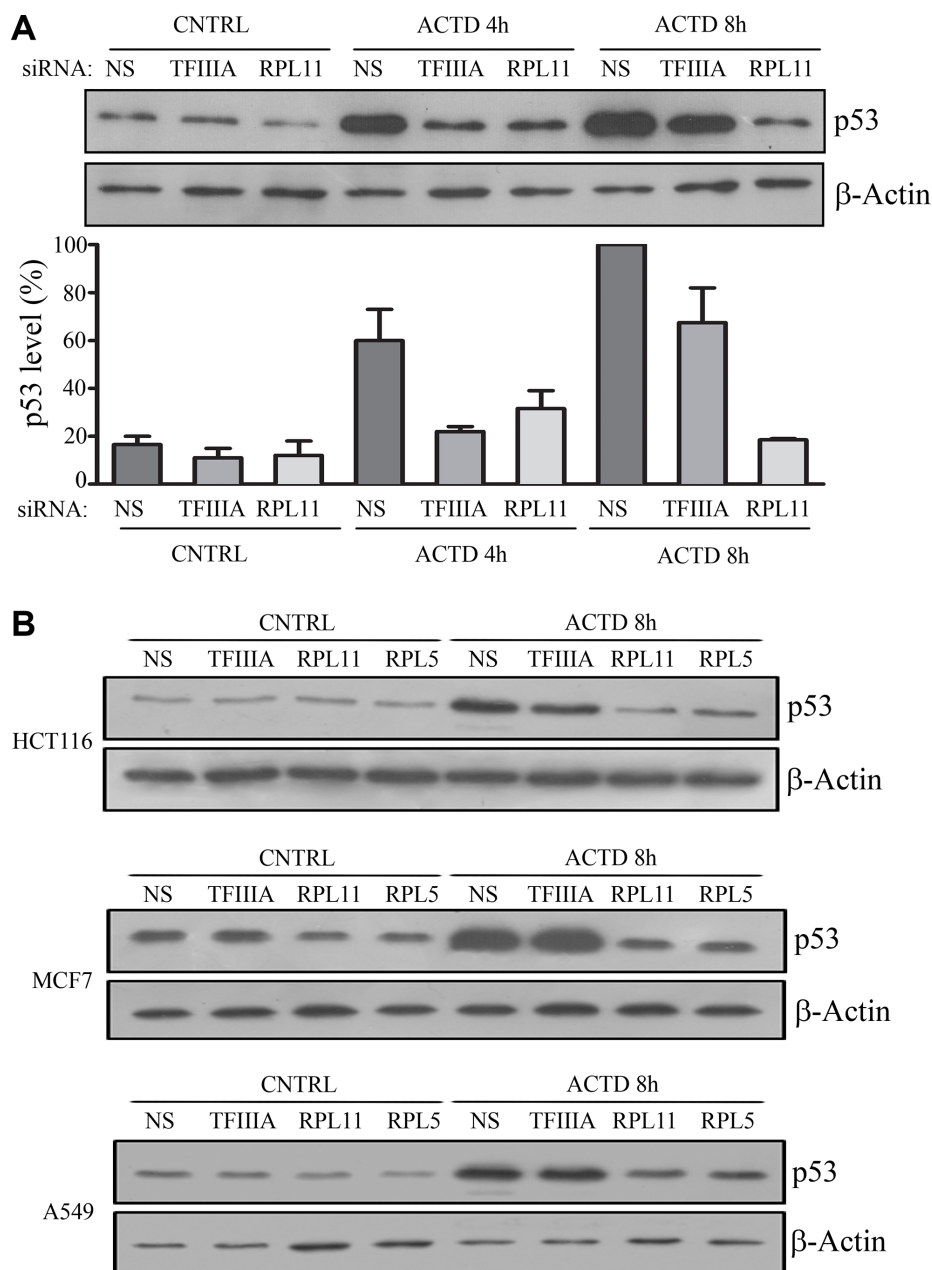 A
CNTRL ACTD 4h ACTD 8h
siRNA: NS TFIIIA RPL11 NS TFIIIA RPL11 NS TFIIIA RPL11
p53
β-Actin
p53 level (%)
100
80
60
40
20
0
siRNA: NS TFIIIA RPL11 NS TFIIIA RPL11 NS TFIIIA RPL11
CNTRL ACTD 4h ACTD 8h
B
CNTRL ACTD 8h
NS TFIIIA RPL11 RPL5 NS TFIIIA RPL11 RPL5
p53
HCT116
β-Actin
CNTRL ACTD 8h
NS TFIIIA RPL11 RPL5 NS TFIIIA RPL11 RPL5
p53
MCF7
β-Actin
CNTRL ACTD 8h
NS TFIIIA RPL11 RPL5 NS TFIIIA RPL11 RPL5
p53
A549
β-Actin